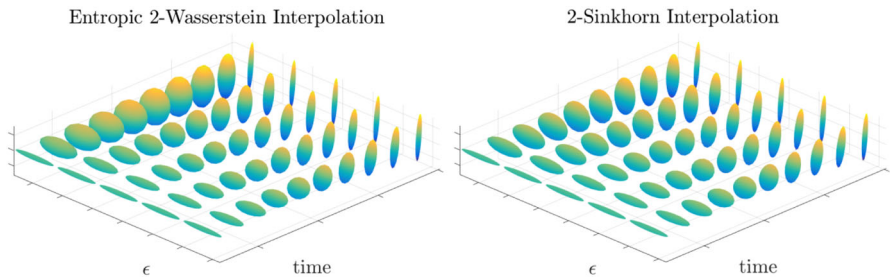 Entropic 2-Wasserstein Interpolation
2-Sinkhorn Interpolation
ϵ
time
ϵ
time